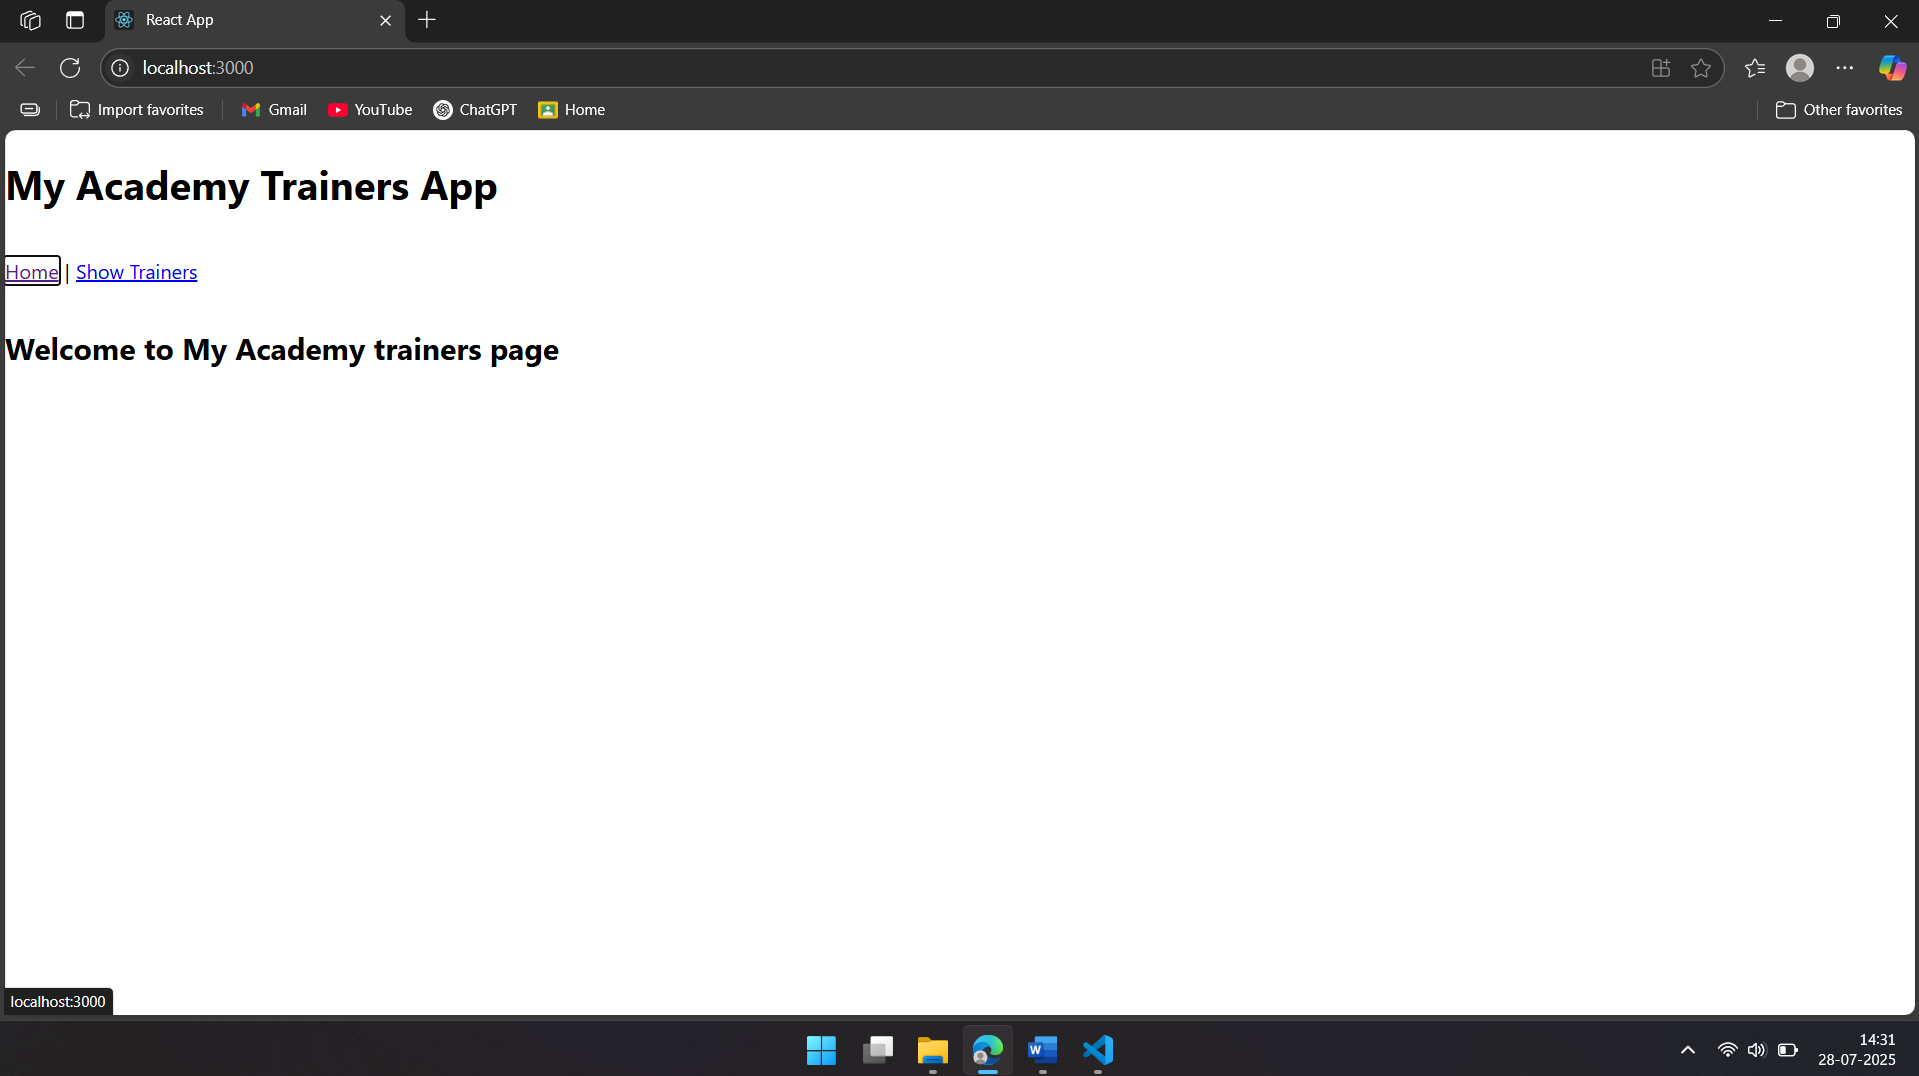 React App
localhost:3000
Import favorites
Gmail
YouTube
ChatGPT
Home
Other favorites
My Academy Trainers App
Home | Show Trainers
Welcome to My Academy trainers page
localhost:3000
14:31
28-07-2025